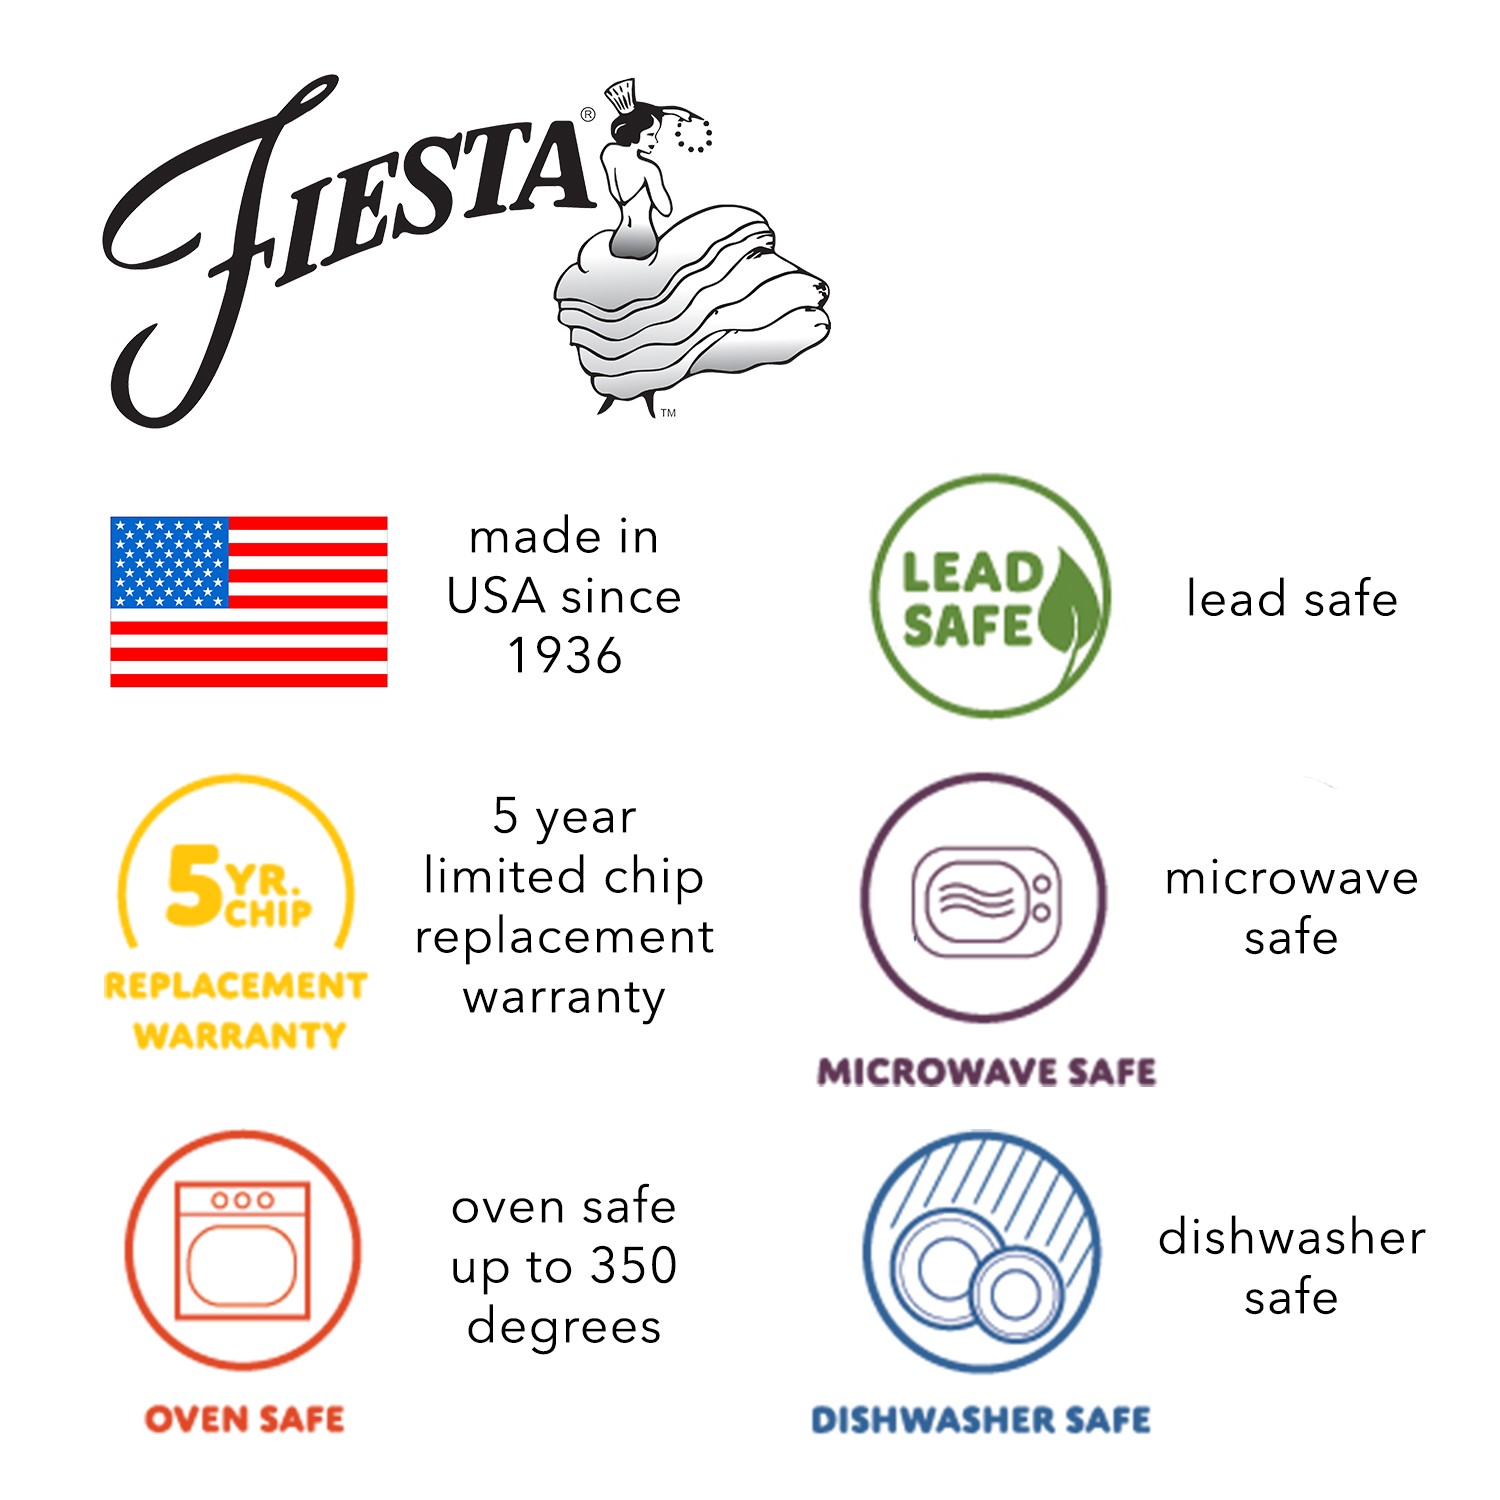 FIESTA®
TM
made in
USA since
1936
LEAD
SAFE
lead safe
5 YR.
CHIP
REPLACEMENT
WARRANTY
5 year
limited chip
replacement
warranty
microwave
safe
MICROWAVE SAFE
oven safe
up to 350
degrees
OVEN SAFE
dishwasher
safe
DISHWASHER SAFE